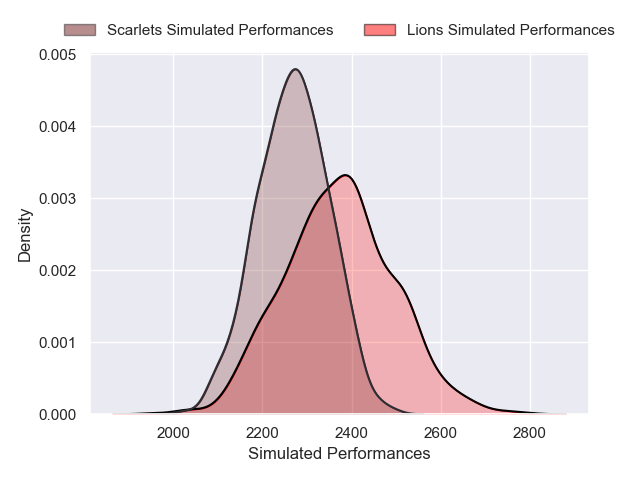 Scarlets Simulated Performances
Lions Simulated Performances
0.005
0.004
0.003
0.002
0.001
0.000
Density
2000
2200
2400
2600
2800
Simulated Performances